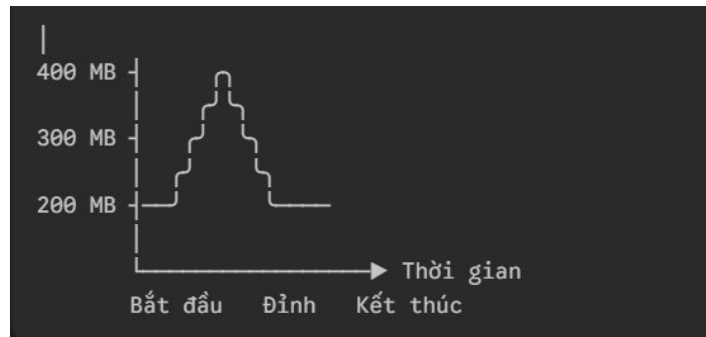 400 MB
300 MB
200 MB
Thời gian
Bắt đầu Đỉnh Kết thúc